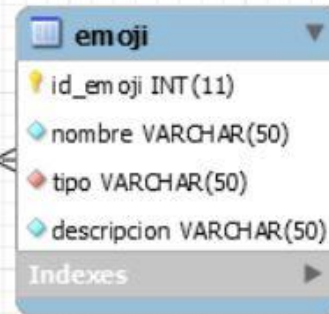 emoji
id_emoji INT(11)
nombre VARCHAR(50)
tipo VARCHAR(50)
descripcion VARCHAR(50)
Indexes